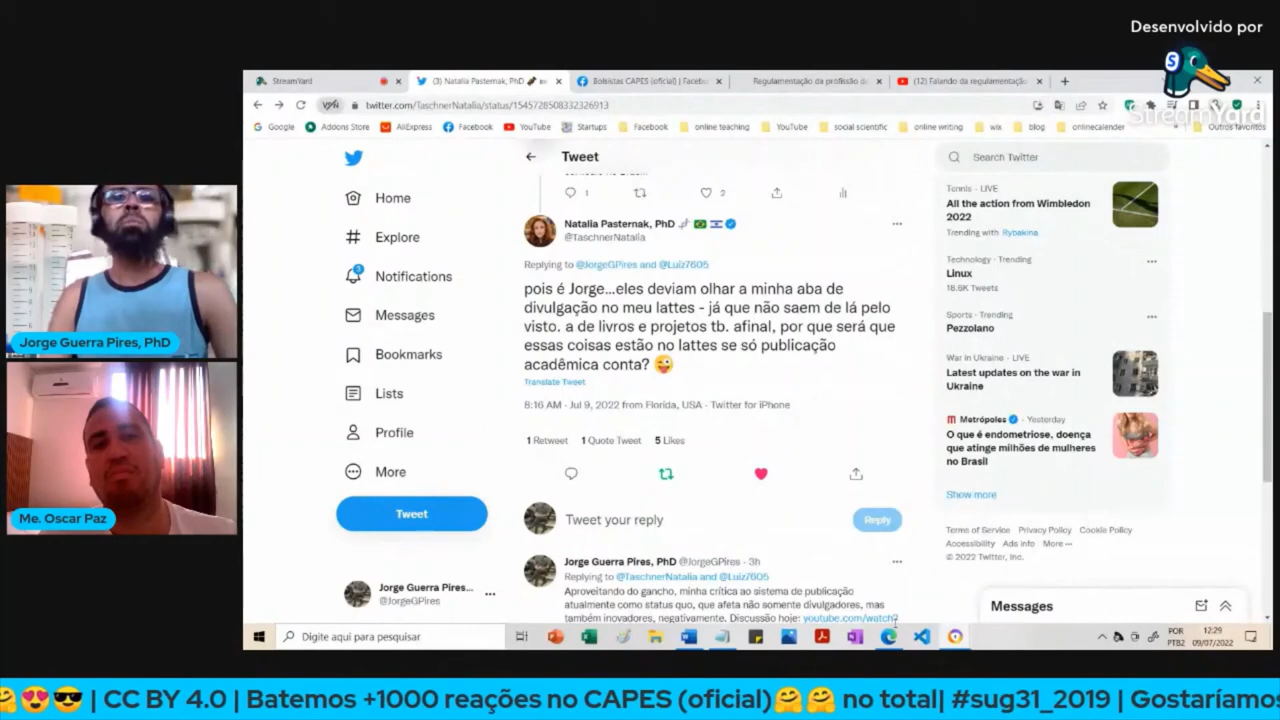 Desenvolvido por
StreamYard
StreamYard
(3) Natalia Pasternak, PhD
Bolsistas CAPES (oficial) | Facebo
Regulamentação da profissão de
(12) Falando da regulamentação
twitter.com/TaschnerNatalia/status/1545728508332326913
Google
Addons Store
AliExpress
Facebook
YouTube
Startups
Facebook
online teaching
YouTube
social scientific
online writing
wix
blog
onlinecalender
Outros favoritos
Home
Explore
Notifications
Messages
Bookmarks
Lists
Profile
More
Tweet
Jorge Guerra Pires...
@JorgeGPires
Tweet
1
2
Natalia Pasternak, PhD
@TaschnerNatalia
Replying to @JorgeGPires and @Luiz7605
pois é Jorge...eles deviam olhar a minha aba de
divulgação no meu lattes - já que não saem de lá pelo
visto. a de livros e projetos tb. afinal, por que será que
essas coisas estão no lattes se só publicação
acadêmica conta? 😜
Translate Tweet
8:16 AM · Jul 9, 2022 from Florida, USA · Twitter for iPhone
1 Retweet 1 Quote Tweet 5 Likes
Tweet your reply
Reply
Jorge Guerra Pires, PhD @JorgeGPires · 3h
Replying to @TaschnerNatalia and @Luiz7605
Aproveitando do gancho, minha crítica ao sistema de publicação
atualmente como status quo, que afeta não somente divulgadores, mas
também inovadores, negativamente. Discussão hoje: youtube.com/watch?
Search Twitter
Tennis · LIVE
All the action from Wimbledon
2022
Trending with Rybakina
Technology · Trending
Linux
18.6K Tweets
Sports · Trending
Pezzolano
War in Ukraine · LIVE
Latest updates on the war in
Ukraine
Metrópoles · Yesterday
O que é endometriose, doença
que atinge milhões de mulheres
no Brasil
Show more
Terms of Service Privacy Policy Cookie Policy
Accessibility Ads info More ···
© 2022 Twitter, Inc.
Messages
Jorge Guerra Pires, PhD
Me. Oscar Paz
Digite aqui para pesquisar
POR
PTB2
12:29
09/07/2022
🤗😍😎 | CC BY 4.0 | Batemos +1000 reações no CAPES (oficial)🤗🤗 no total| #sug31_2019 | Gostaríamos